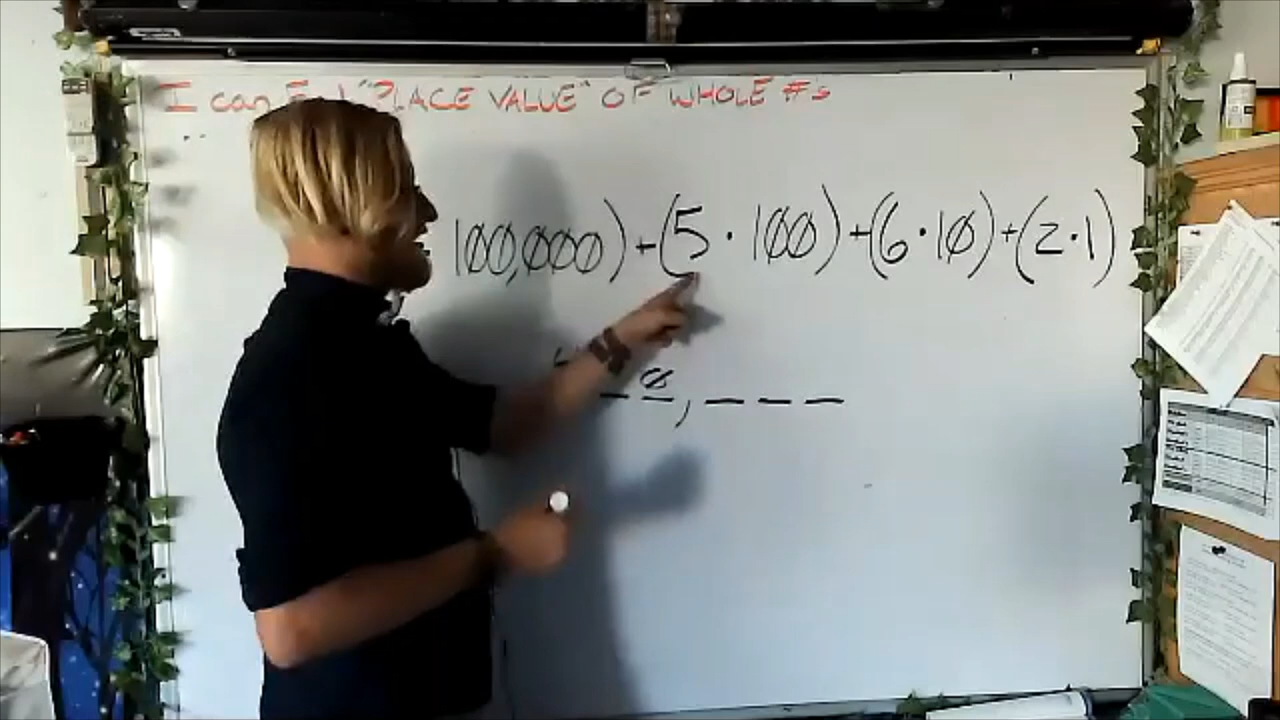 I can "PLACE VALUE" OF WHOLE #s
100,000) + (5 · 100) + (6 · 10) + (2 · 1)
_ 0, _ _ _